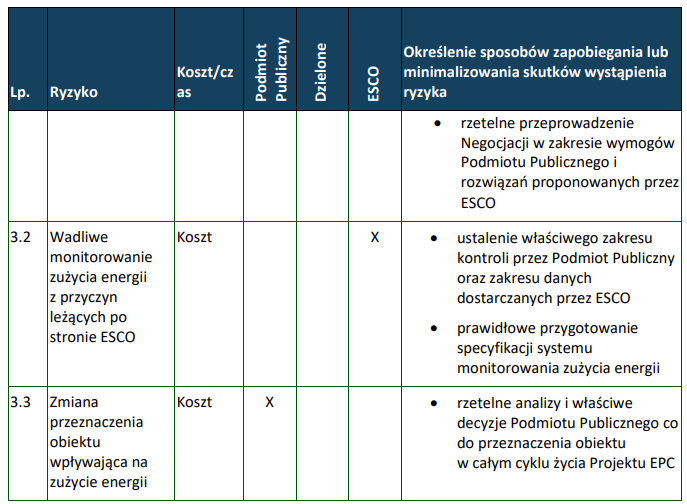 Lp.
Ryzyko
Koszt/cz
as
Podmiot
Publiczny
Dzielone
ESCO
Określenie sposobów zapobiegania lub
minimalizowania skutków wystąpienia
ryzyka
• rzetelne przeprowadzenie
Negocjacji w zakresie wymogów
Podmiotu Publicznego i
rozwiązań proponowanych przez
ESCO
3.2
Wadliwe
monitorowanie
zużycia energii
z przyczyn
leżących po
stronie ESCO
Koszt
X
• ustalenie właściwego zakresu
kontroli przez Podmiot Publiczny
oraz zakresu danych
dostarczanych przez ESCO
• prawidłowe przygotowanie
specyfikacji systemu
monitorowania zużycia energii
3.3
Zmiana
przeznaczenia
obiektu
wpływająca na
zużycie energii
Koszt
X
• rzetelne analizy i właściwe
decyzje Podmiotu Publicznego co
do przeznaczenia obiektu
w całym cyklu życia Projektu EPC